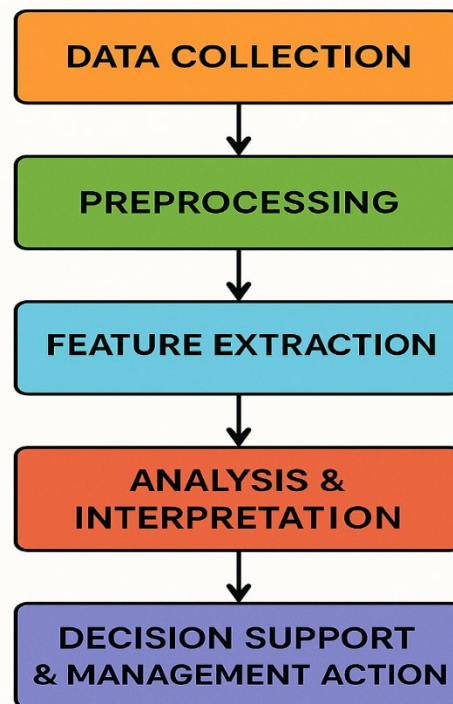 DATA COLLECTION
PREPROCESSING
FEATURE EXTRACTION
ANALYSIS &
INTERPRETATION
DECISION SUPPORT
& MANAGEMENT ACTION